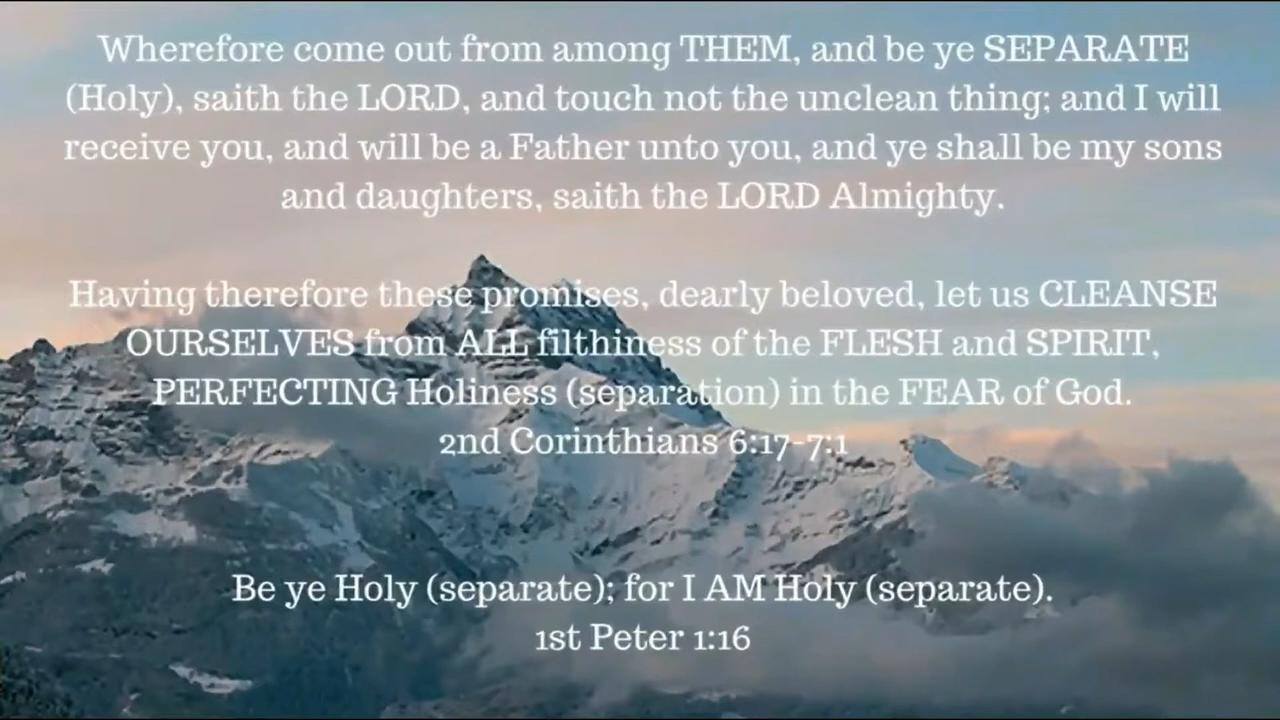 Wherefore come out from among THEM, and be ye SEPARATE
(Holy), saith the LORD, and touch not the unclean thing; and I will
receive you, and will be a Father unto you, and ye shall be my sons
and daughters, saith the LORD Almighty.
Having therefore these promises, dearly beloved, let us CLEANSE
OURSELVES from ALL filthiness of the FLESH and SPIRIT,
PERFECTING Holiness (separation) in the FEAR of God.
2nd Corinthians 6:17-7:1
Be ye Holy (separate); for I AM Holy (separate).
1st Peter 1:16